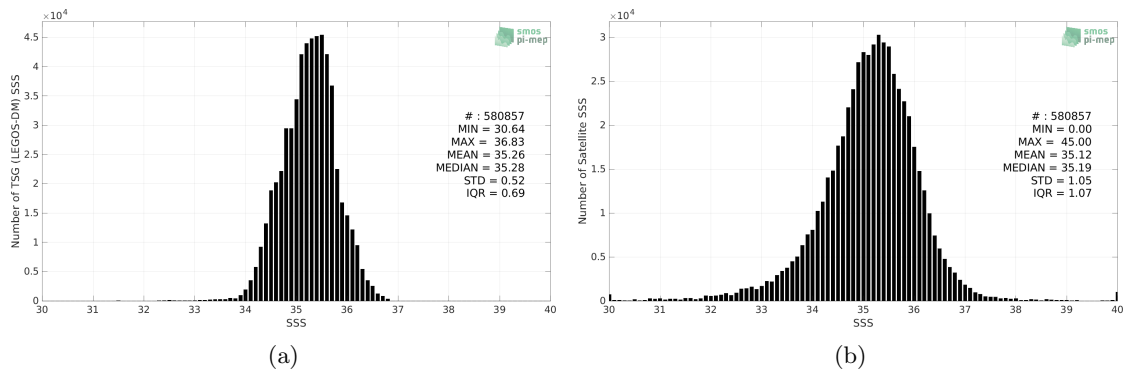 ×10⁴
4.5
4
3.5
3
2.5
2
1.5
1
0.5
0
Number of TSG (LEGOS-DM) SSS
30 31 32 33 34 35 36 37 38 39 40
SSS
smos
pi-mep
# : 580857
MIN = 30.64
MAX = 36.83
MEAN = 35.26
MEDIAN = 35.28
STD = 0.52
IQR = 0.69
(a)
×10⁴
3
2.5
2
1.5
1
0.5
0
Number of Satellite SSS
30 31 32 33 34 35 36 37 38 39 40
SSS
smos
pi-mep
# : 580857
MIN = 0.00
MAX = 45.00
MEAN = 35.12
MEDIAN = 35.19
STD = 1.05
IQR = 1.07
(b)